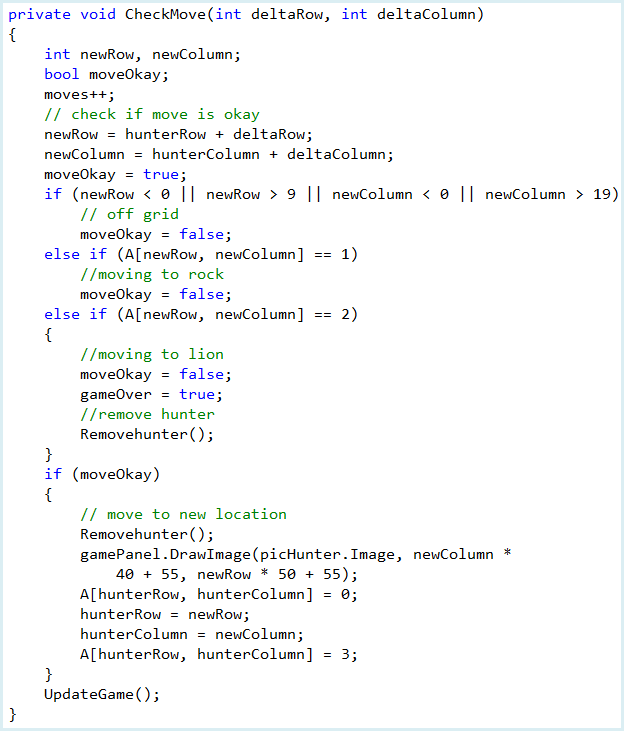 private void CheckMove(int deltaRow, int deltaColumn)
{
    int newRow, newColumn;
    bool moveOkay;
    moves++;
    // check if move is okay
    newRow = hunterRow + deltaRow;
    newColumn = hunterColumn + deltaColumn;
    moveOkay = true;
    if (newRow < 0 || newRow > 9 || newColumn < 0 || newColumn > 19)
        // off grid
        moveOkay = false;
    else if (A[newRow, newColumn] == 1)
        //moving to rock
        moveOkay = false;
    else if (A[newRow, newColumn] == 2)
    {
        //moving to lion
        moveOkay = false;
        gameOver = true;
        //remove hunter
        Removehunter();
    }
    if (moveOkay)
    {
        // move to new location
        Removehunter();
        gamePanel.DrawImage(picHunter.Image, newColumn *
            40 + 55, newRow * 50 + 55);
        A[hunterRow, hunterColumn] = 0;
        hunterRow = newRow;
        hunterColumn = newColumn;
        A[hunterRow, hunterColumn] = 3;
    }
    UpdateGame();
}